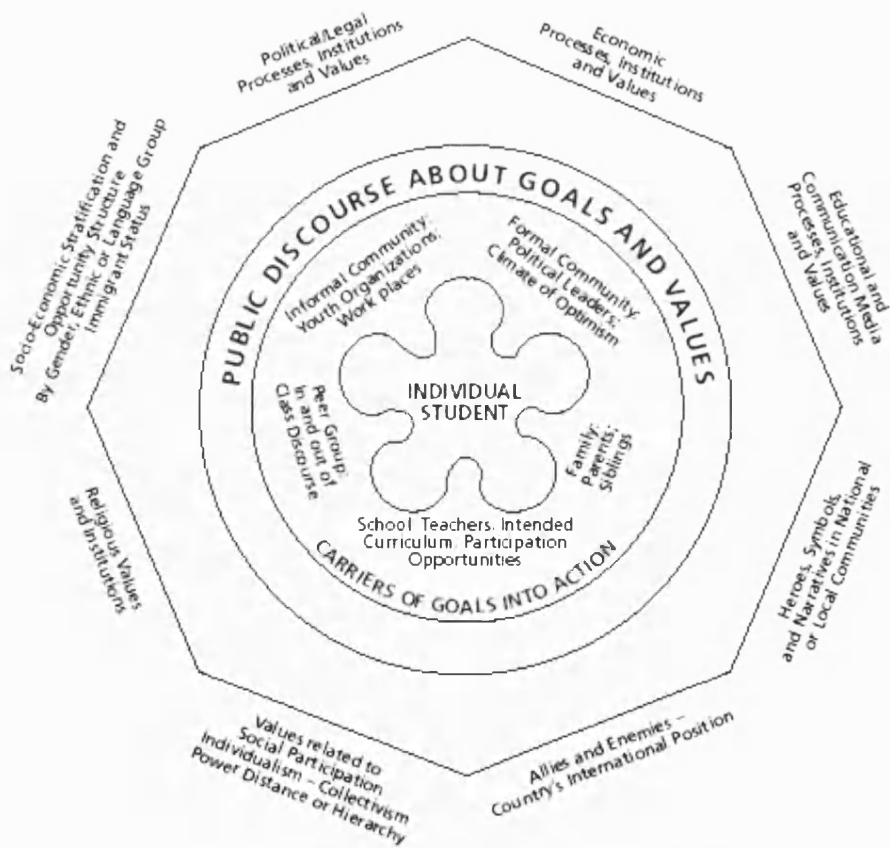 Political/Legal
Processes, Institutions
and Values
Economic
Processes, Institutions
and Values
Educational and
Communication Media
Processes, Institutions
and Values
Heroes, Symbols,
and Narratives in National
or Local Communities
Allies and Enemies –
Country's International Position
Values related to
Social Participation
Individualism – Collectivism
Power Distance or Hierarchy
Religious Values
and Institutions
Socio-Economic Stratification and
Opportunity Structure
By Gender, Ethnic or Language Group
Immigrant Status
PUBLIC DISCOURSE ABOUT GOALS AND VALUES
Informal Community:
Youth Organizations;
Work places
Formal Community:
Political Leaders;
Climate of Optimism
Peer Group:
In and out of
Class Discourse
INDIVIDUAL
STUDENT
Family:
Parents;
Siblings
School Teachers. Intended
Curriculum. Participation
Opportunities
CARRIERS OF GOALS INTO ACTION